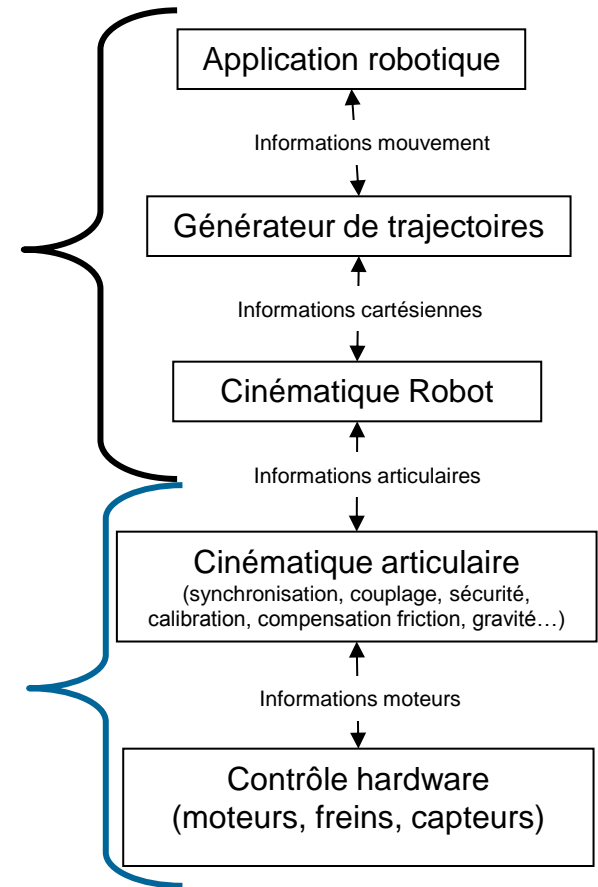 Application robotique
Informations mouvement
Générateur de trajectoires
Informations cartésiennes
Cinématique Robot
Informations articulaires
Cinématique articulaire
(synchronisation, couplage, sécurité,
calibration, compensation friction, gravité…)
Informations moteurs
Contrôle hardware
(moteurs, freins, capteurs)